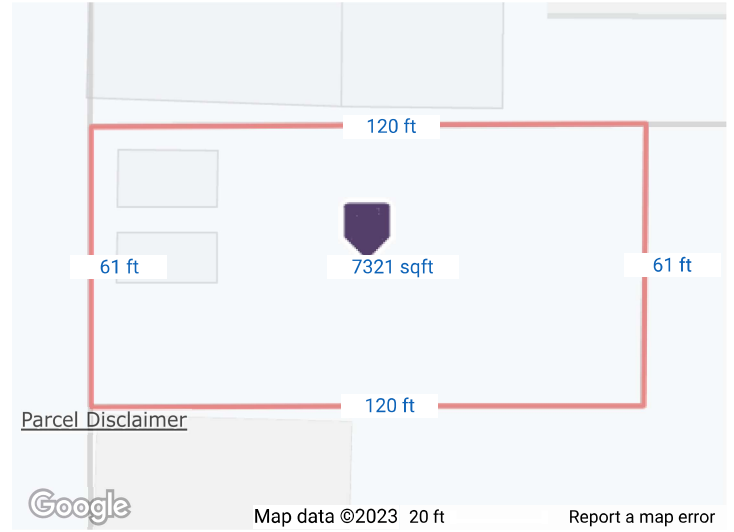 120 ft
61 ft
7321 sqft
61 ft
120 ft
Parcel Disclaimer
Google
Map data ©2023
20 ft
Report a map error